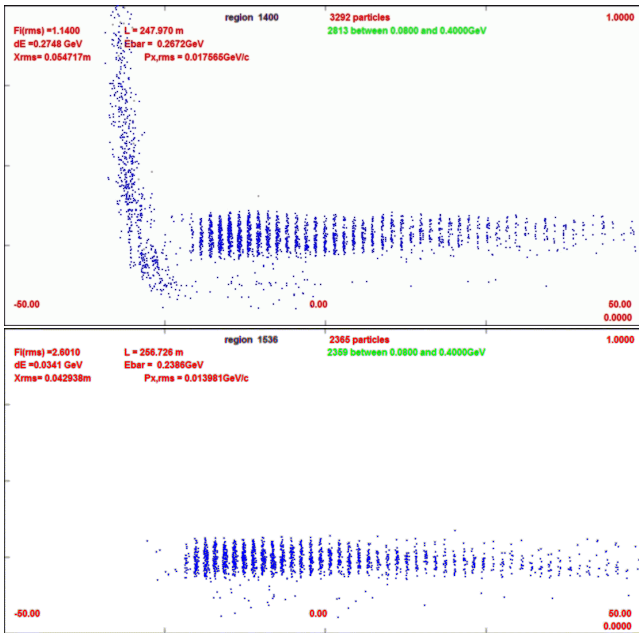 region 1400 3292 particles 1.0000
Fi(rms) =1.1400 L = 247.970 m 2813 between 0.0800 and 0.4000GeV
dE =0.2748 GeV Ebar = 0.2672GeV
Xrms= 0.054717m Px,rms = 0.017565GeV/c
-50.00 0.00 50.00
0.0000
region 1536 2365 particles 1.0000
Fi(rms) =2.6010 L = 256.726 m 2359 between 0.0800 and 0.4000GeV
dE =0.0341 GeV Ebar = 0.2386GeV
Xrms= 0.042938m Px,rms = 0.013981GeV/c
-50.00 0.00 50.00
0.0000